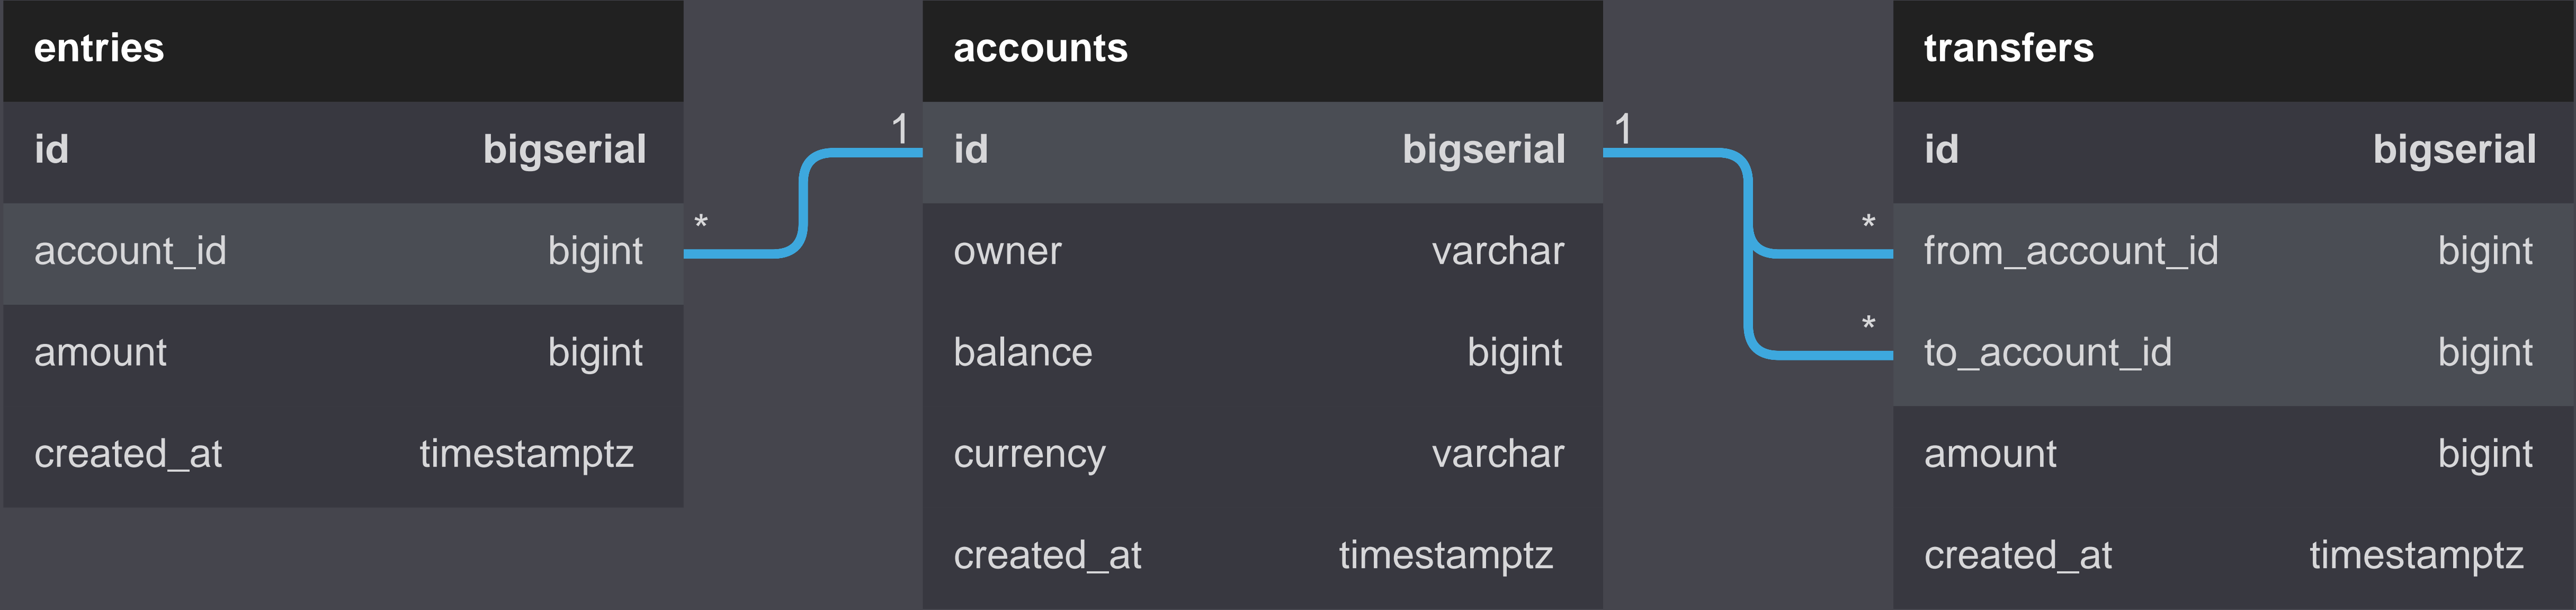 entries
id bigserial
account_id bigint
amount bigint
created_at timestamptz
*
1
accounts
id bigserial
owner varchar
balance bigint
currency varchar
created_at timestamptz
1
*
*
transfers
id bigserial
from_account_id bigint
to_account_id bigint
amount bigint
created_at timestamptz